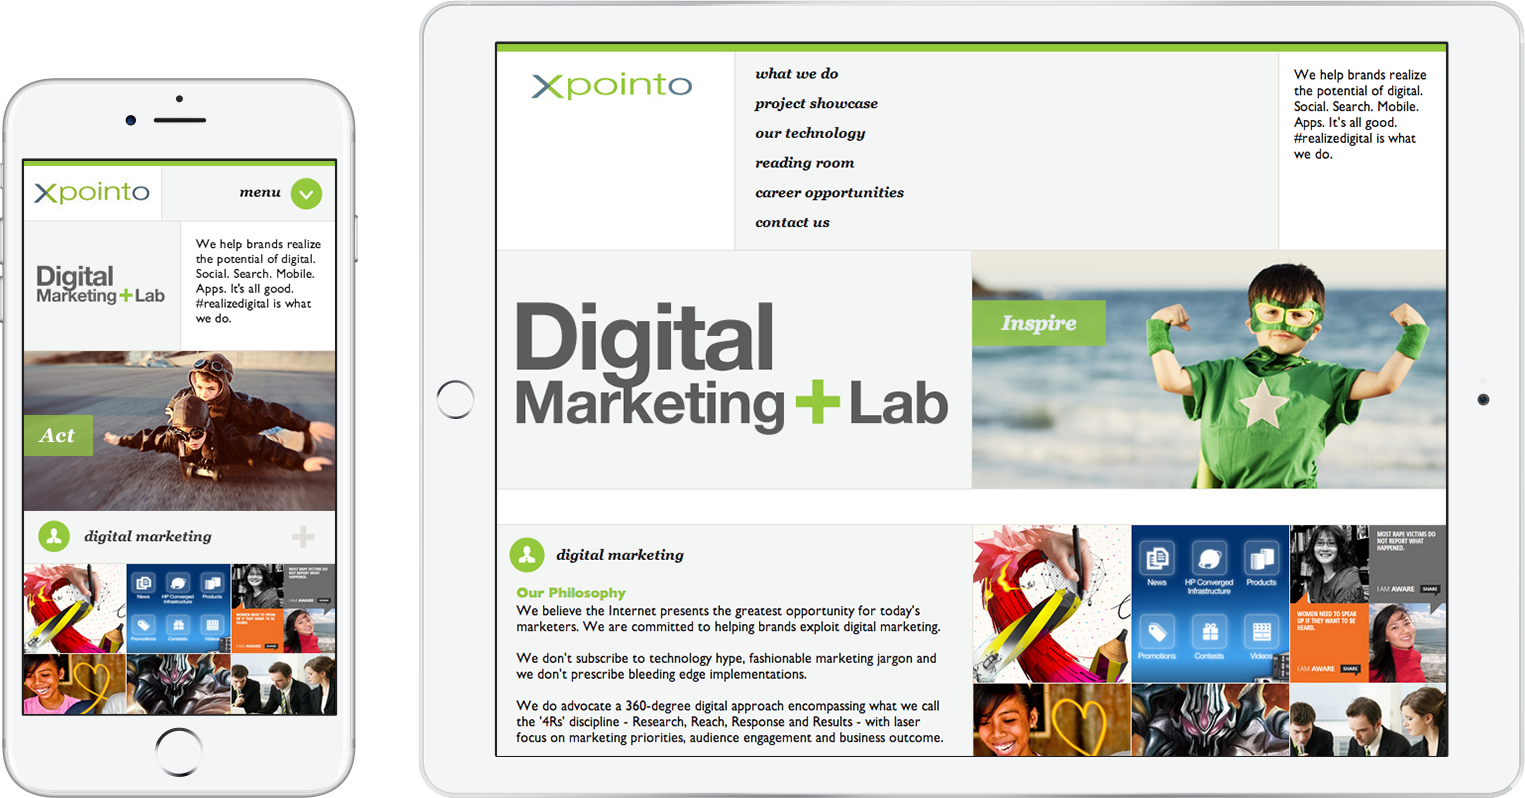 xpointo
menu
Digital
Marketing + Lab
We help brands realize
the potential of digital.
Social. Search. Mobile.
Apps. It's all good.
#realizedigital is what
we do.
Act
digital marketing
News
HP Converged
Infrastructure
Products
Promotions
Contests
Videos
MOST RAPE VICTIMS DO
NOT REPORT WHAT
HAPPENED.
I AM AWARE SHARE
WOMEN NEED TO SPEAK
UP IF THEY WANT TO BE
HEARD.
I AM AWARE SHARE
xpointo
what we do
project showcase
our technology
reading room
career opportunities
contact us
We help brands realize
the potential of digital.
Social. Search. Mobile.
Apps. It's all good.
#realizedigital is what
we do.
Digital
Marketing + Lab
Inspire
digital marketing
Our Philosophy
We believe the Internet presents the greatest opportunity for today's
marketers. We are committed to helping brands exploit digital marketing.
We don't subscribe to technology hype, fashionable marketing jargon and
we don't prescribe bleeding edge implementations.
We do advocate a 360-degree digital approach encompassing what we call
the '4Rs' discipline - Research, Reach, Response and Results - with laser
focus on marketing priorities, audience engagement and business outcome.
News
HP Converged
Infrastructure
Products
Promotions
Contests
Videos
MOST RAPE VICTIMS DO
NOT REPORT WHAT
HAPPENED.
I AM AWARE SHARE
WOMEN NEED TO SPEAK
UP IF THEY WANT TO BE
HEARD.
I AM AWARE SHARE